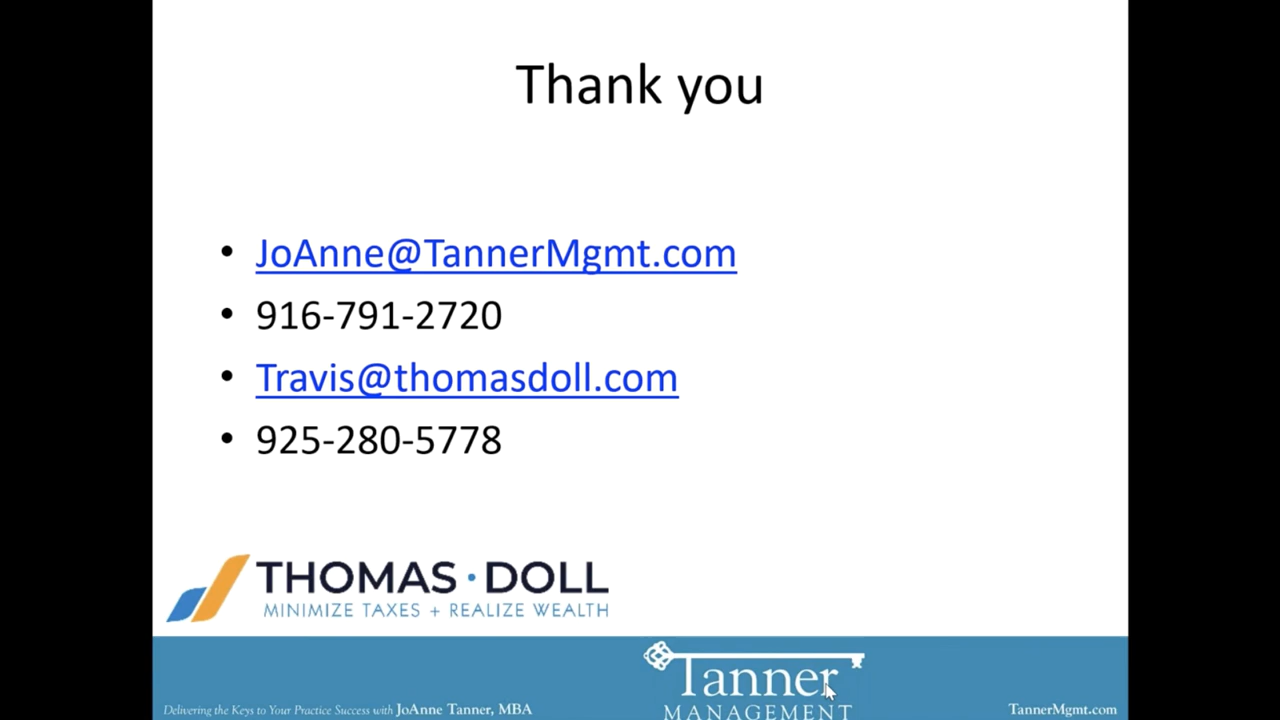 Thank you
• JoAnne@TannerMgmt.com
• 916-791-2720
• Travis@thomasdoll.com
• 925-280-5778
THOMAS · DOLL
MINIMIZE TAXES + REALIZE WEALTH
Tanner
MANAGEMENT
Delivering the Keys to Your Practice Success with JoAnne Tanner, MBA
TannerMgmt.com